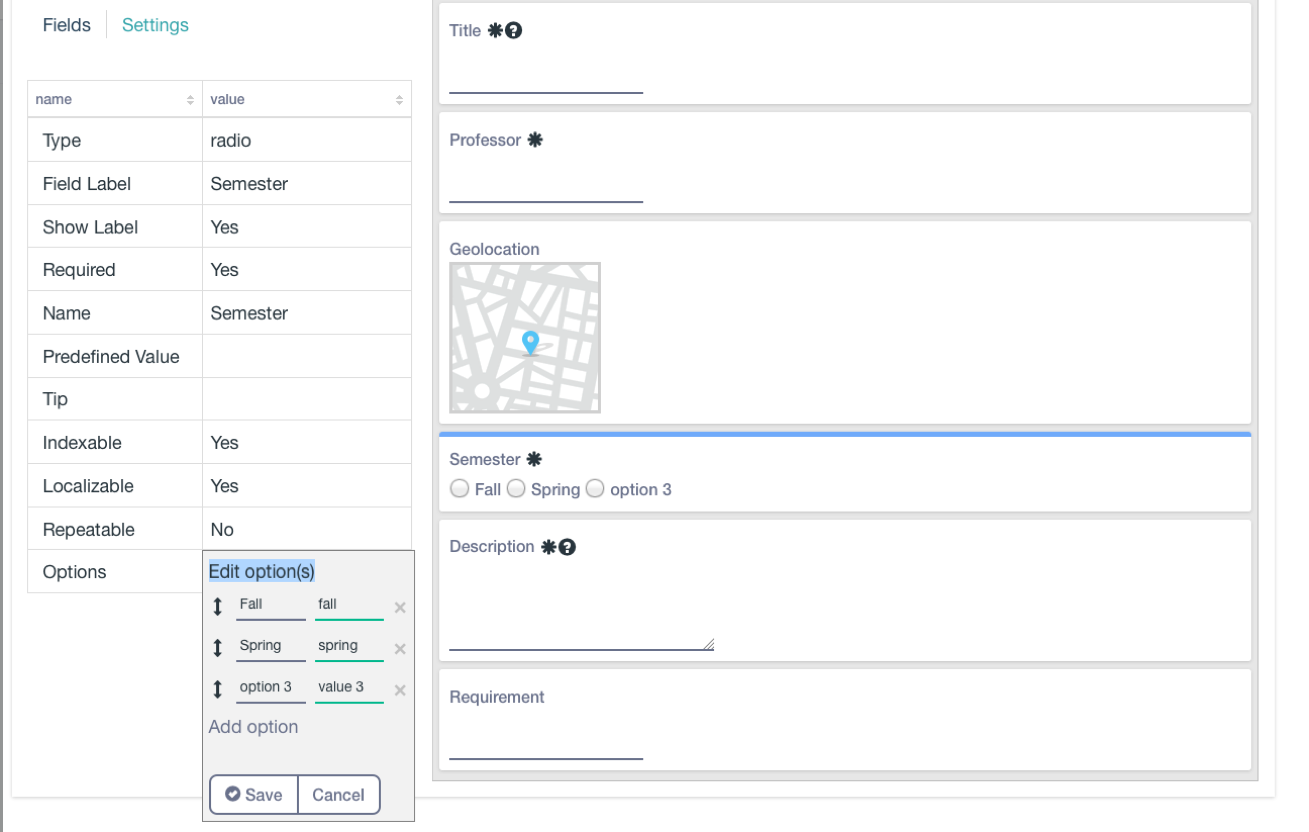 Fields Settings
name value
Type radio
Field Label Semester
Show Label Yes
Required Yes
Name Semester
Predefined Value
Tip
Indexable Yes
Localizable Yes
Repeatable No
Options
Edit option(s)
Fall fall
Spring spring
option 3 value 3
Add option
Save Cancel
Title
Professor
Geolocation
Semester
Fall Spring option 3
Description
Requirement